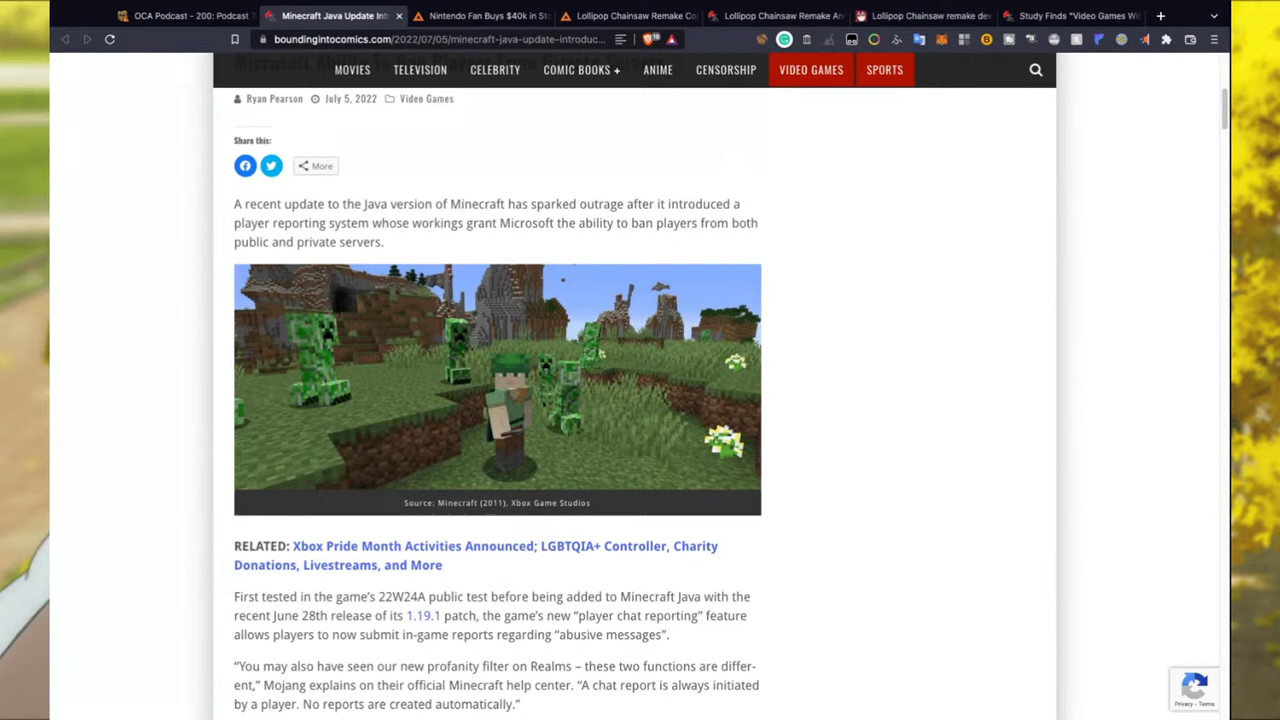 OCA Podcast - 200: Podcast T
Minecraft Java Update Int
Nintendo Fan Buys $40k in St
Lollipop Chainsaw Remake Co
Lollipop Chainsaw Remake An
Lollipop Chainsaw remake dev
Study Finds "Video Games Wi
boundingintocomics.com/2022/07/05/minecraft-java-update-introduc...
MOVIES TELEVISION CELEBRITY COMIC BOOKS + ANIME CENSORSHIP VIDEO GAMES SPORTS
Ryan Pearson July 5, 2022 Video Games
Share this:
More
A recent update to the Java version of Minecraft has sparked outrage after it introduced a
player reporting system whose workings grant Microsoft the ability to ban players from both
public and private servers.
Source: Minecraft (2011), Xbox Game Studios
RELATED: Xbox Pride Month Activities Announced; LGBTQIA+ Controller, Charity
Donations, Livestreams, and More
First tested in the game's 22W24A public test before being added to Minecraft Java with the
recent June 28th release of its 1.19.1 patch, the game's new "player chat reporting" feature
allows players to now submit in-game reports regarding "abusive messages".
"You may also have seen our new profanity filter on Realms – these two functions are differ-
ent," Mojang explains on their official Minecraft help center. "A chat report is always initiated
by a player. No reports are created automatically."
Privacy - Terms